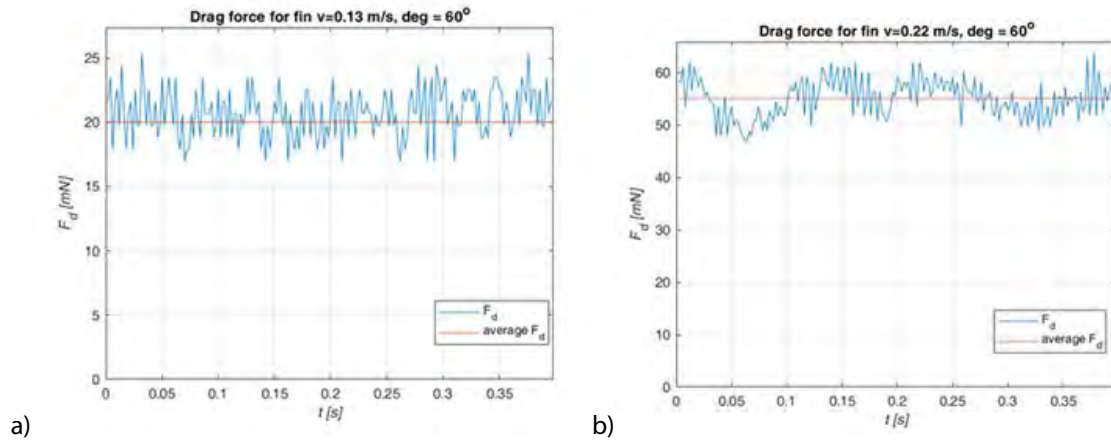 Drag force for fin v=0.13 m/s, deg = 60°
25
20
15
10
5
0
F_d [mN]
0 0.05 0.1 0.15 0.2 0.25 0.3 0.35
t [s]
F_d
average F_d
a)
Drag force for fin v=0.22 m/s, deg = 60°
60
50
40
30
20
10
0
F_d [mN]
0 0.05 0.1 0.15 0.2 0.25 0.3 0.35
t [s]
F_d
average F_d
b)